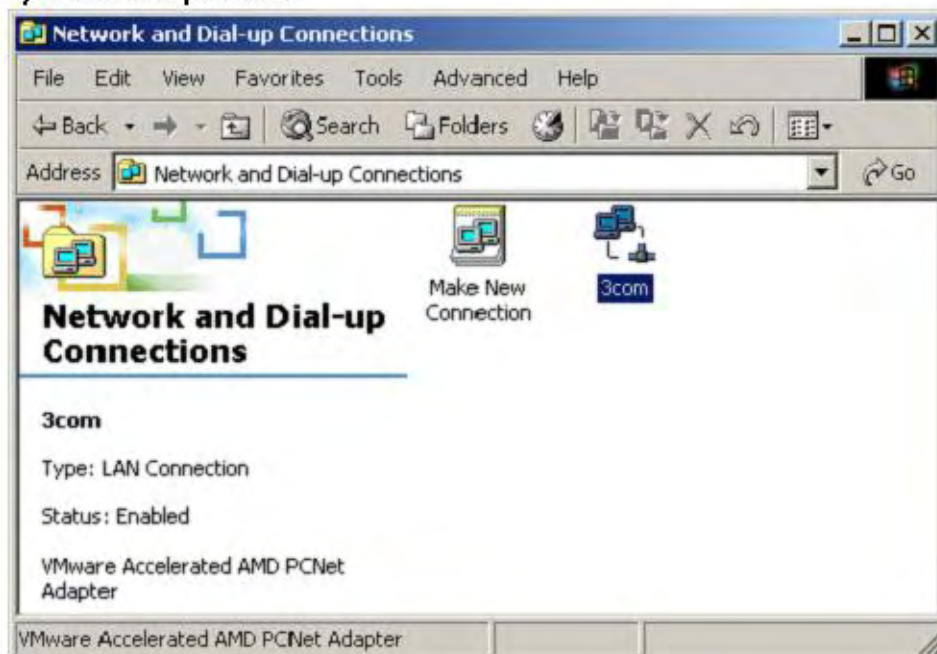 Network and Dial-up Connections
File Edit View Favorites Tools Advanced Help
Back Search Folders
Address Network and Dial-up Connections Go
Make New
Connection
3com
Network and Dial-up
Connections
3com
Type: LAN Connection
Status: Enabled
VMware Accelerated AMD PCNet
Adapter
VMware Accelerated AMD PCNet Adapter